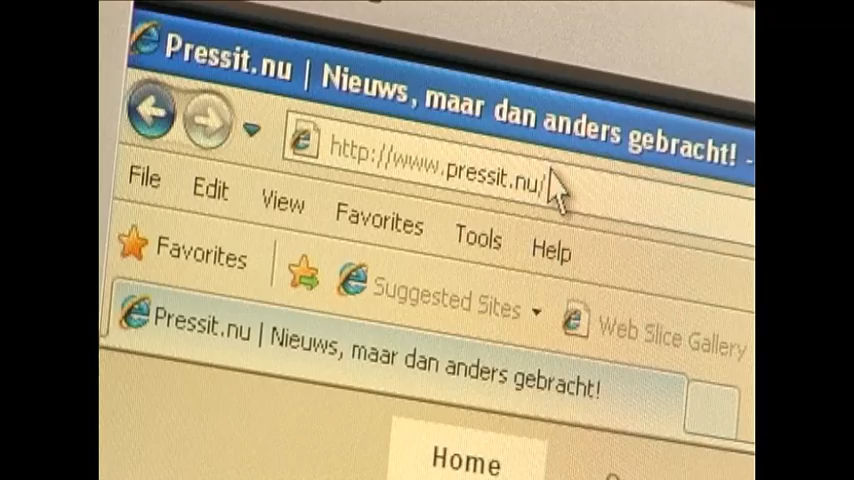 Pressit.nu | Nieuws, maar dan anders gebracht! -
http://www.pressit.nu/
File Edit View Favorites Tools Help
Favorites Suggested Sites Web Slice Gallery
Pressit.nu | Nieuws, maar dan anders gebracht!
Home